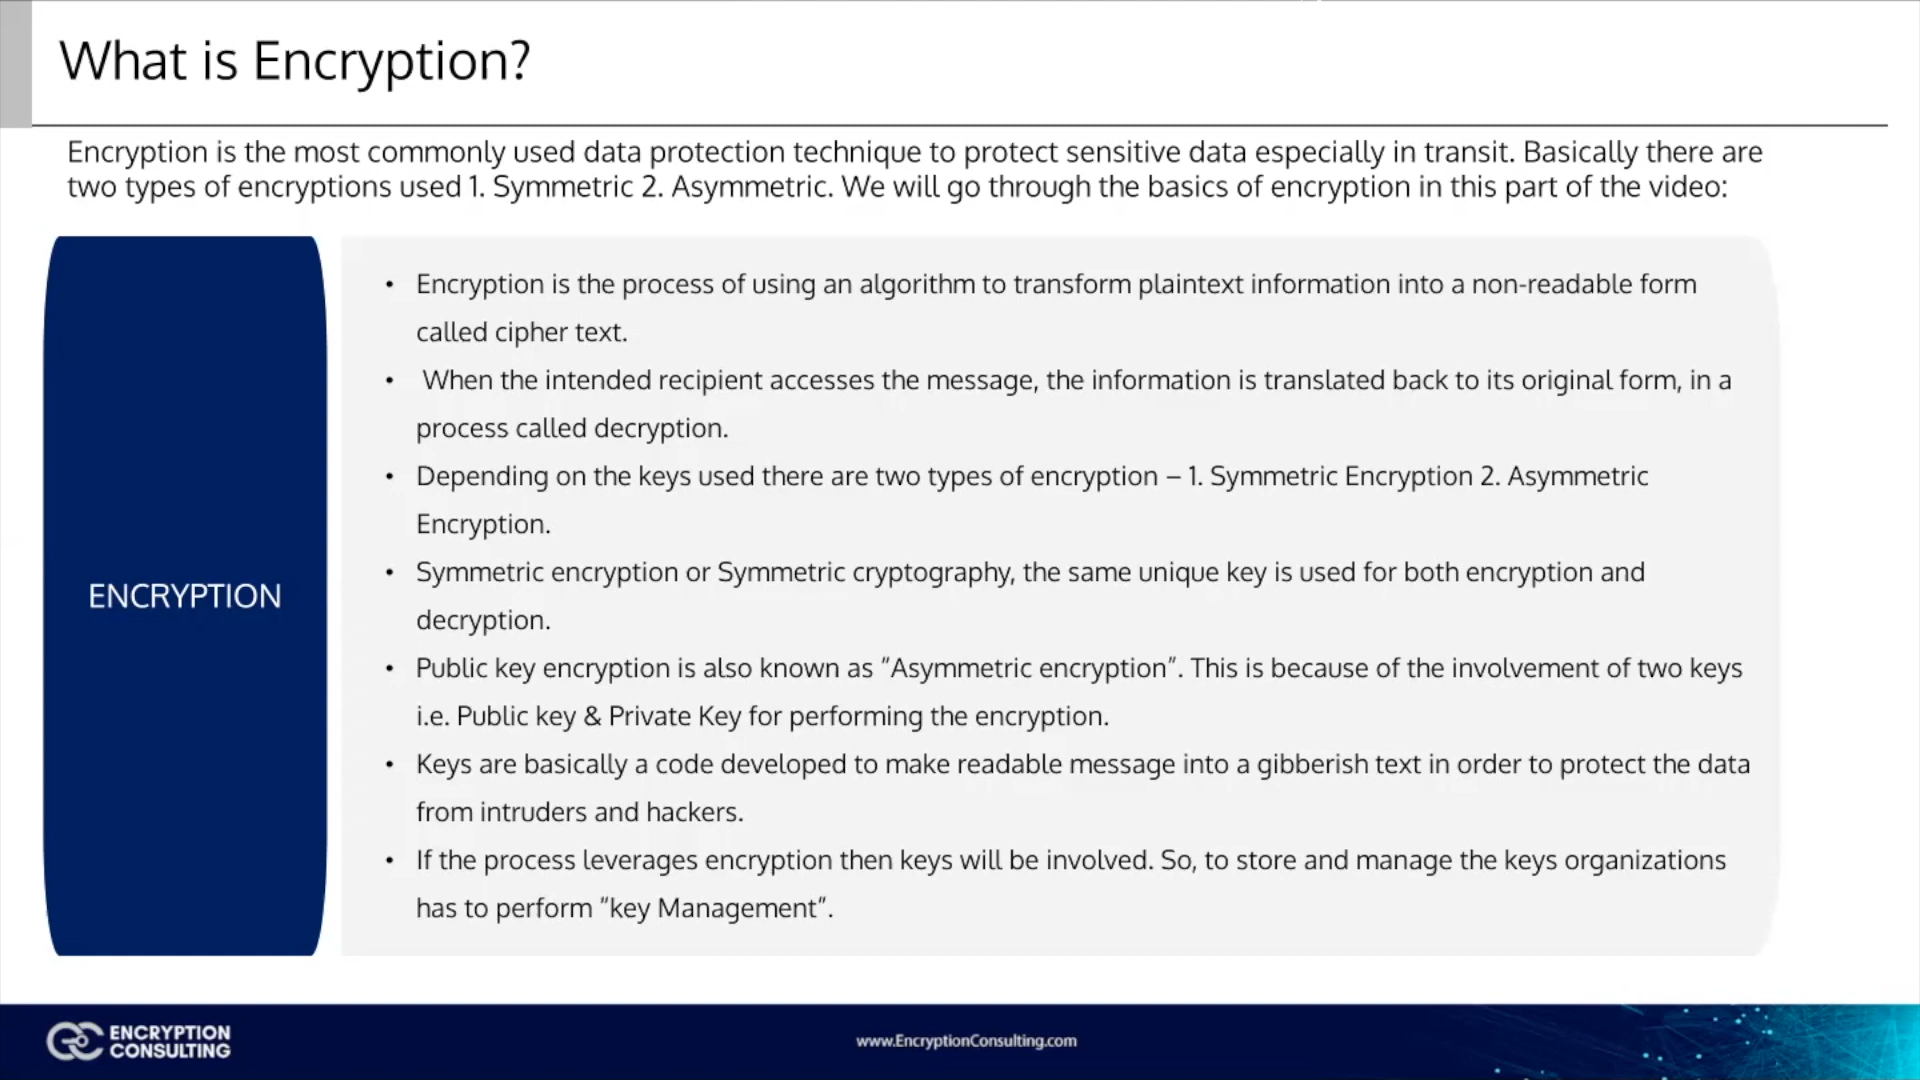 What is Encryption?
Encryption is the most commonly used data protection technique to protect sensitive data especially in transit. Basically there are
two types of encryptions used 1. Symmetric 2. Asymmetric. We will go through the basics of encryption in this part of the video:
ENCRYPTION
• Encryption is the process of using an algorithm to transform plaintext information into a non-readable form
called cipher text.
• When the intended recipient accesses the message, the information is translated back to its original form, in a
process called decryption.
• Depending on the keys used there are two types of encryption – 1. Symmetric Encryption 2. Asymmetric
Encryption.
• Symmetric encryption or Symmetric cryptography, the same unique key is used for both encryption and
decryption.
• Public key encryption is also known as “Asymmetric encryption”. This is because of the involvement of two keys
i.e. Public key & Private Key for performing the encryption.
• Keys are basically a code developed to make readable message into a gibberish text in order to protect the data
from intruders and hackers.
• If the process leverages encryption then keys will be involved. So, to store and manage the keys organizations
has to perform “key Management”.
ENCRYPTION
CONSULTING
www.EncryptionConsulting.com